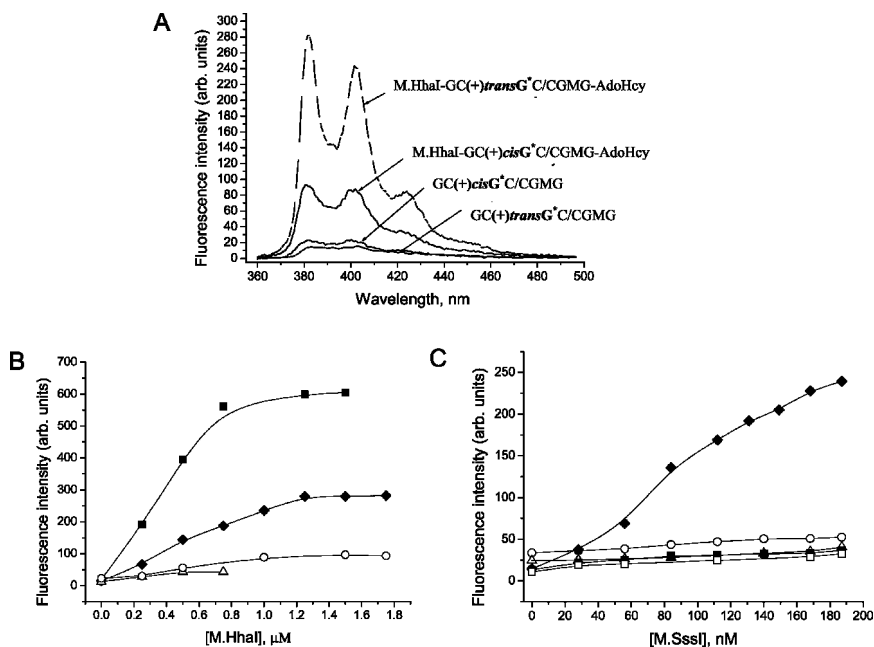 A
Fluorescence intensity (arb. units)
300
280
260
240
220
200
180
160
140
120
100
80
60
40
20
0
M.HhaI-GC(+)transG*C/CGMG-AdoHcy
M.HhaI-GC(+)cisG*C/CGMG-AdoHcy
GC(+)cisG*C/CGMG
GC(+)transG*C/CGMG
360 380 400 420 440 460 480 500
Wavelength, nm
B
Fluorescence intensity (arb. units)
700
600
500
400
300
200
100
0
0.0 0.2 0.4 0.6 0.8 1.0 1.2 1.4 1.6 1.8
[M.HhaI], μM
C
Fluorescence intensity (arb. units)
250
200
150
100
50
0
0 20 40 60 80 100 120 140 160 180 200
[M.SssI], nM